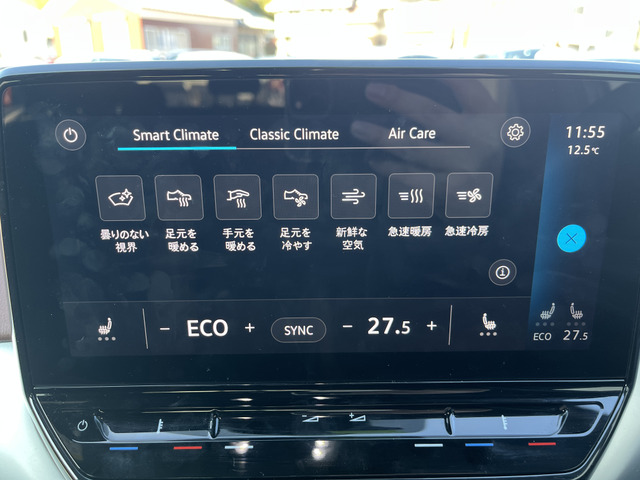 Smart Climate
Classic Climate
Air Care
11:55
12.5℃
曇りのない
視界
足元を
暖める
手元を
暖める
足元を
冷やす
新鮮な
空気
急速暖房
急速冷房
− ECO +
SYNC
− 27.5 +
ECO 27.5